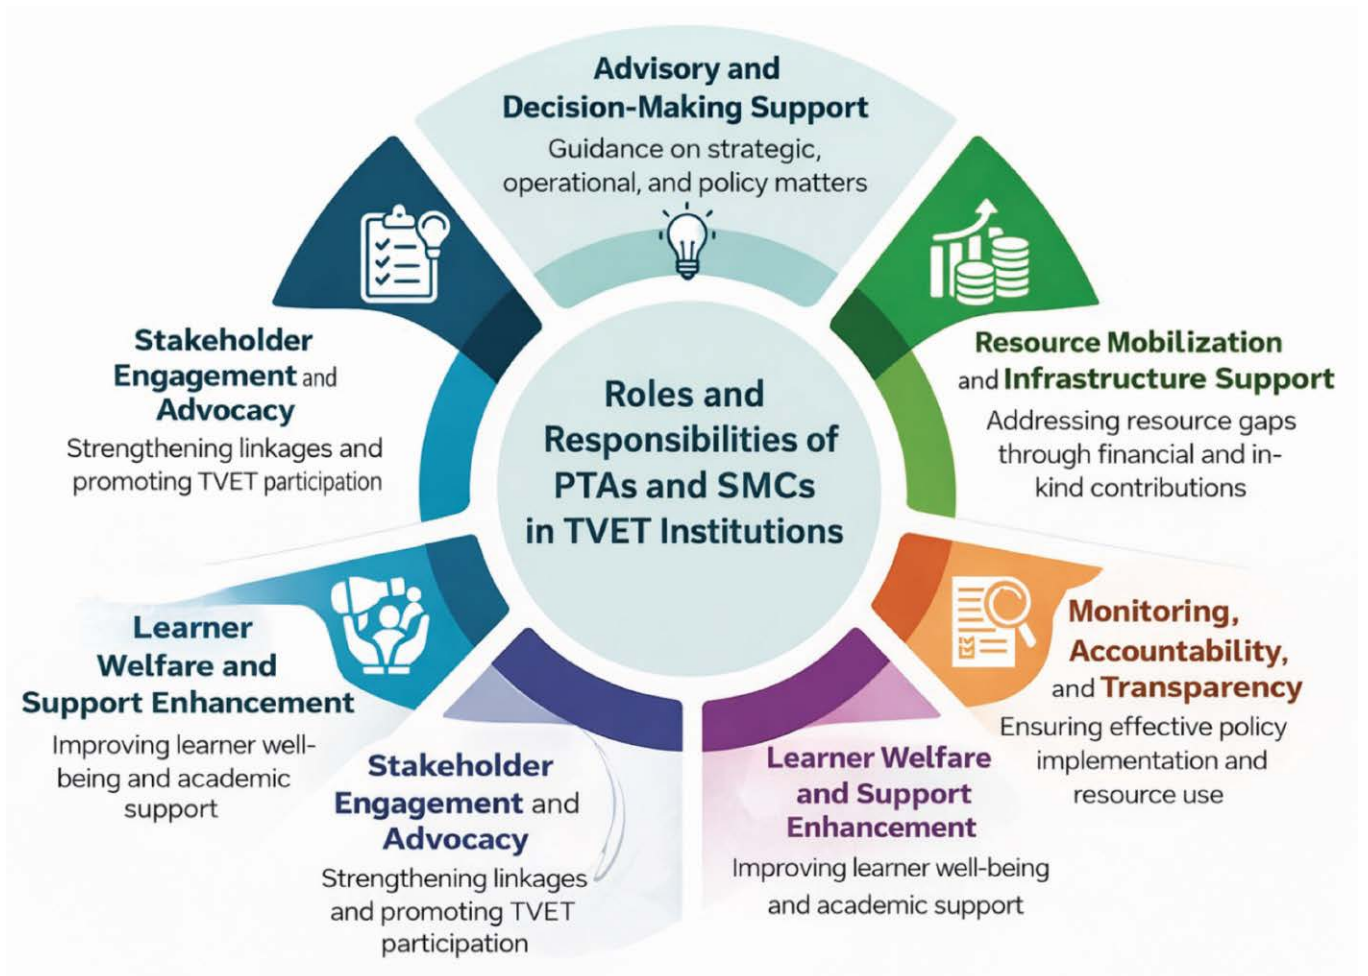 Advisory and
Decision-Making Support
Guidance on strategic,
operational, and policy matters
Resource Mobilization
and Infrastructure Support
Addressing resource gaps
through financial and in-
kind contributions
Monitoring,
Accountability,
and Transparency
Ensuring effective policy
implementation and
resource use
Learner Welfare
and Support
Enhancement
Improving learner well-being
and academic support
Stakeholder
Engagement and
Advocacy
Strengthening linkages
and promoting TVET
participation
Learner
Welfare and
Support Enhancement
Improving learner well-
being and academic
support
Stakeholder
Engagement and
Advocacy
Strengthening linkages and
promoting TVET participation
Roles and
Responsibilities of
PTAs and SMCs
in TVET Institutions